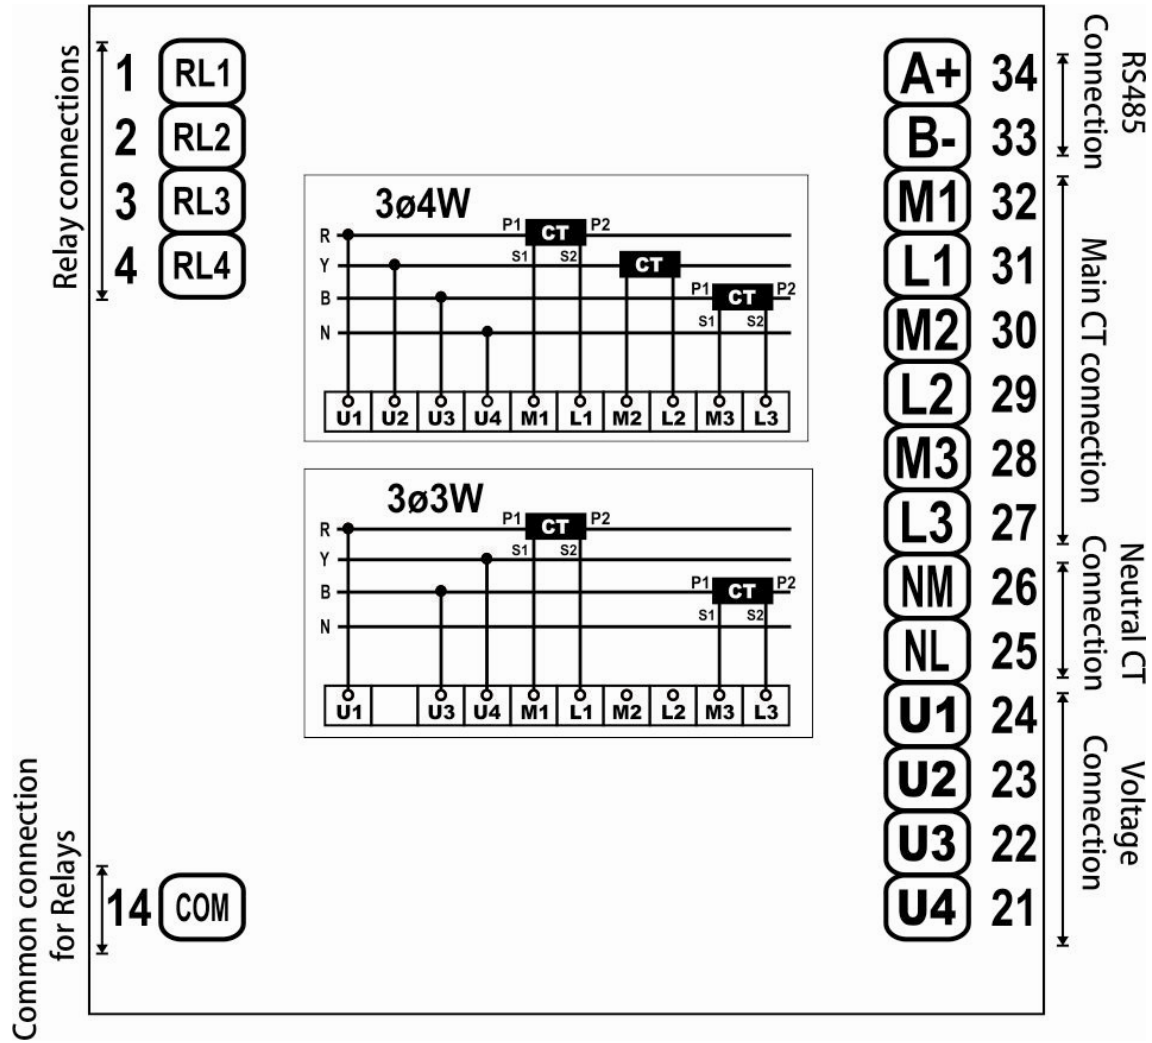 Relay connections
1 RL1
2 RL2
3 RL3
4 RL4
Common connection
for Relays
14 COM
3ø4W
R
Y
B
N
P1 CT P2
S1 S2
CT
P1 CT P2
S1 S2
U1 U2 U3 U4 M1 L1 M2 L2 M3 L3
3ø3W
R
Y
B
N
P1 CT P2
S1 S2
P1 CT P2
S1 S2
U1 U3 U4 M1 L1 M2 L2 M3 L3
A+ 34
B- 33
M1 32
L1 31
M2 30
L2 29
M3 28
L3 27
NM 26
NL 25
U1 24
U2 23
U3 22
U4 21
RS485
Connection
Main CT connection
Neutral CT
Connection
Voltage
Connection